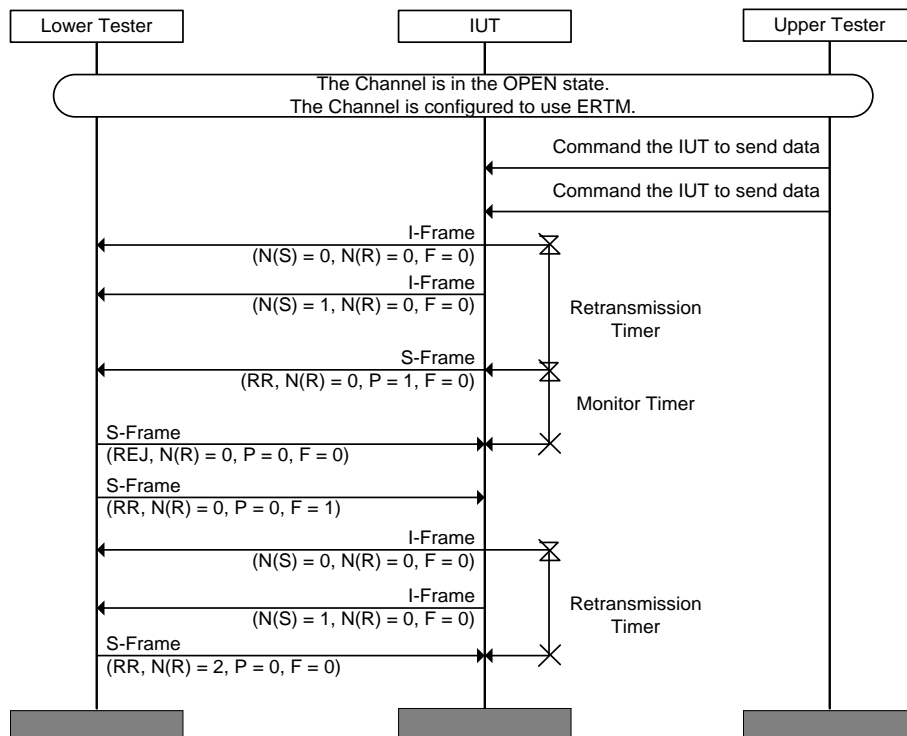 Lower Tester
IUT
Upper Tester
The Channel is in the OPEN state.
The Channel is configured to use ERTM.
Command the IUT to send data
Command the IUT to send data
I-Frame
(N(S) = 0, N(R) = 0, F = 0)
I-Frame
(N(S) = 1, N(R) = 0, F = 0)
Retransmission
Timer
S-Frame
(RR, N(R) = 0, P = 1, F = 0)
Monitor Timer
S-Frame
(REJ, N(R) = 0, P = 0, F = 0)
S-Frame
(RR, N(R) = 0, P = 0, F = 1)
I-Frame
(N(S) = 0, N(R) = 0, F = 0)
I-Frame
(N(S) = 1, N(R) = 0, F = 0)
Retransmission
Timer
S-Frame
(RR, N(R) = 2, P = 0, F = 0)